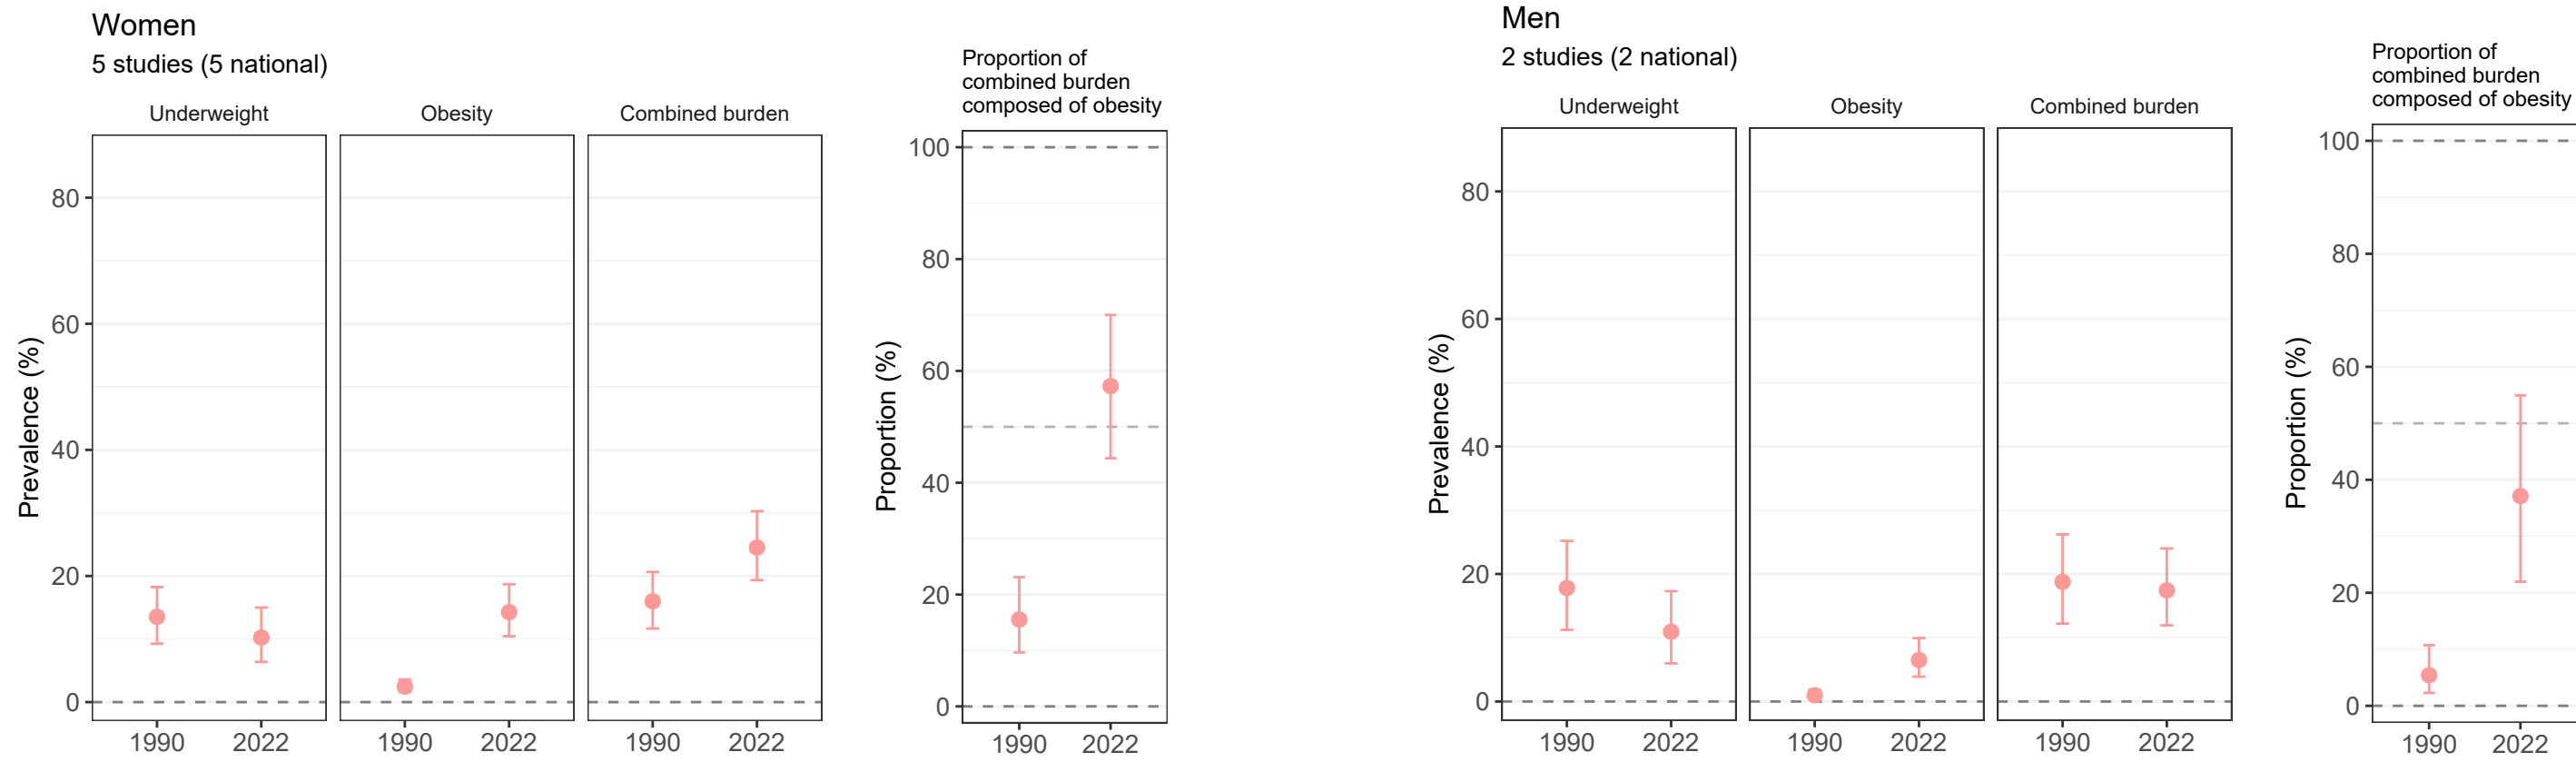 Women
5 studies (5 national)
Underweight
Obesity
Combined burden
Prevalence (%)
80
60
40
20
0
1990 2022
1990 2022
1990 2022
Proportion of
combined burden
composed of obesity
Proportion (%)
100
80
60
40
20
0
1990 2022
Men
2 studies (2 national)
Underweight
Obesity
Combined burden
Prevalence (%)
80
60
40
20
0
1990 2022
1990 2022
1990 2022
Proportion of
combined burden
composed of obesity
Proportion (%)
100
80
60
40
20
0
1990 2022